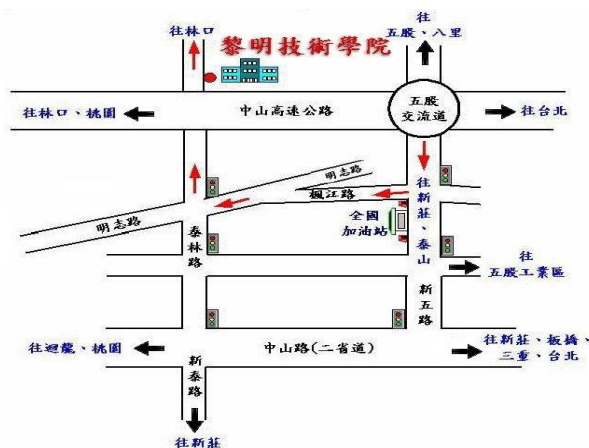 往林口
黎明技術學院
往
五股、八里
往林口、桃園
中山高速公路
五股
交流道
往台北
明志路
楓江路
往新莊、泰山
明志路
泰林路
全國
加油站
往
五股工業區
新五路
往迴龍、桃園
中山路(二省道)
往新莊、板橋、
三重、台北
新泰路
往新莊